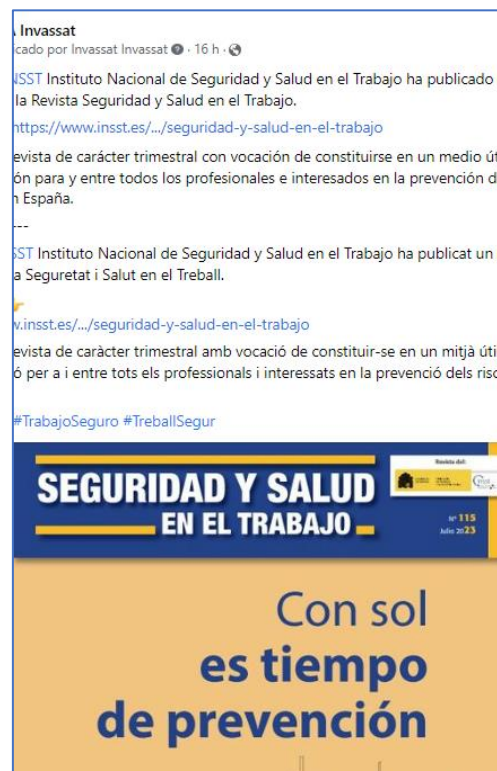 Invassat
cado por Invassat Invassat · 16 h ·
NSST Instituto Nacional de Seguridad y Salud en el Trabajo ha publicado
la Revista Seguridad y Salud en el Trabajo.
https://www.insst.es/.../seguridad-y-salud-en-el-trabajo
evista de carácter trimestral con vocación de constituirse en un medio út
ón para y entre todos los profesionales e interesados en la prevención d
n España.
---
SST Instituto Nacional de Seguridad y Salud en el Trabajo ha publicat un
a Seguretat i Salut en el Treball.
w.insst.es/.../seguridad-y-salud-en-el-trabajo
evista de caràcter trimestral amb vocació de constituir-se en un mitjà úti
ó per a i entre tots els professionals i interessats en la prevenció dels risc
#TrabajoSeguro #TreballSegur
Revista del:
SEGURIDAD Y SALUD
EN EL TRABAJO
Nº 115
Julio 2023
Con sol
es tiempo
de prevención